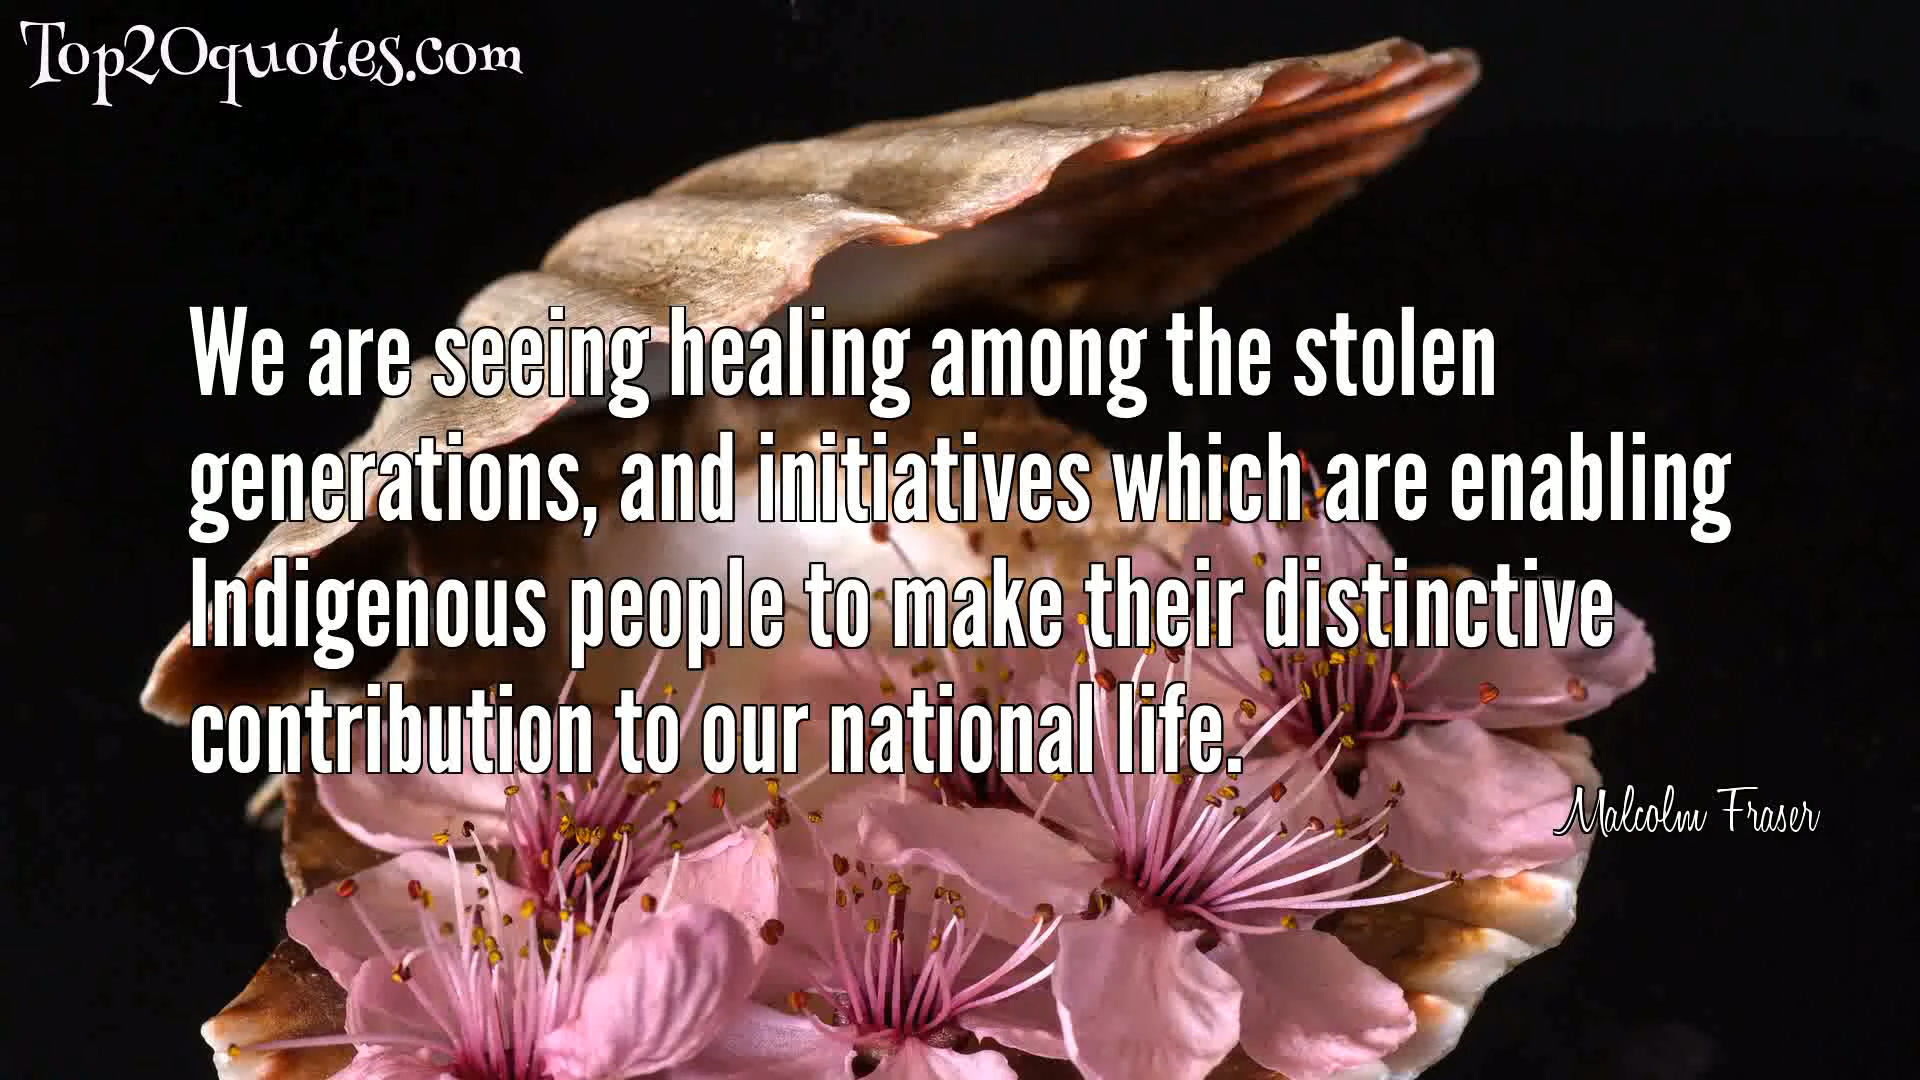 Top20quotes.com
We are seeing healing among the stolen
generations, and initiatives which are enabling
Indigenous people to make their distinctive
contribution to our national life.
Malcolm Fraser